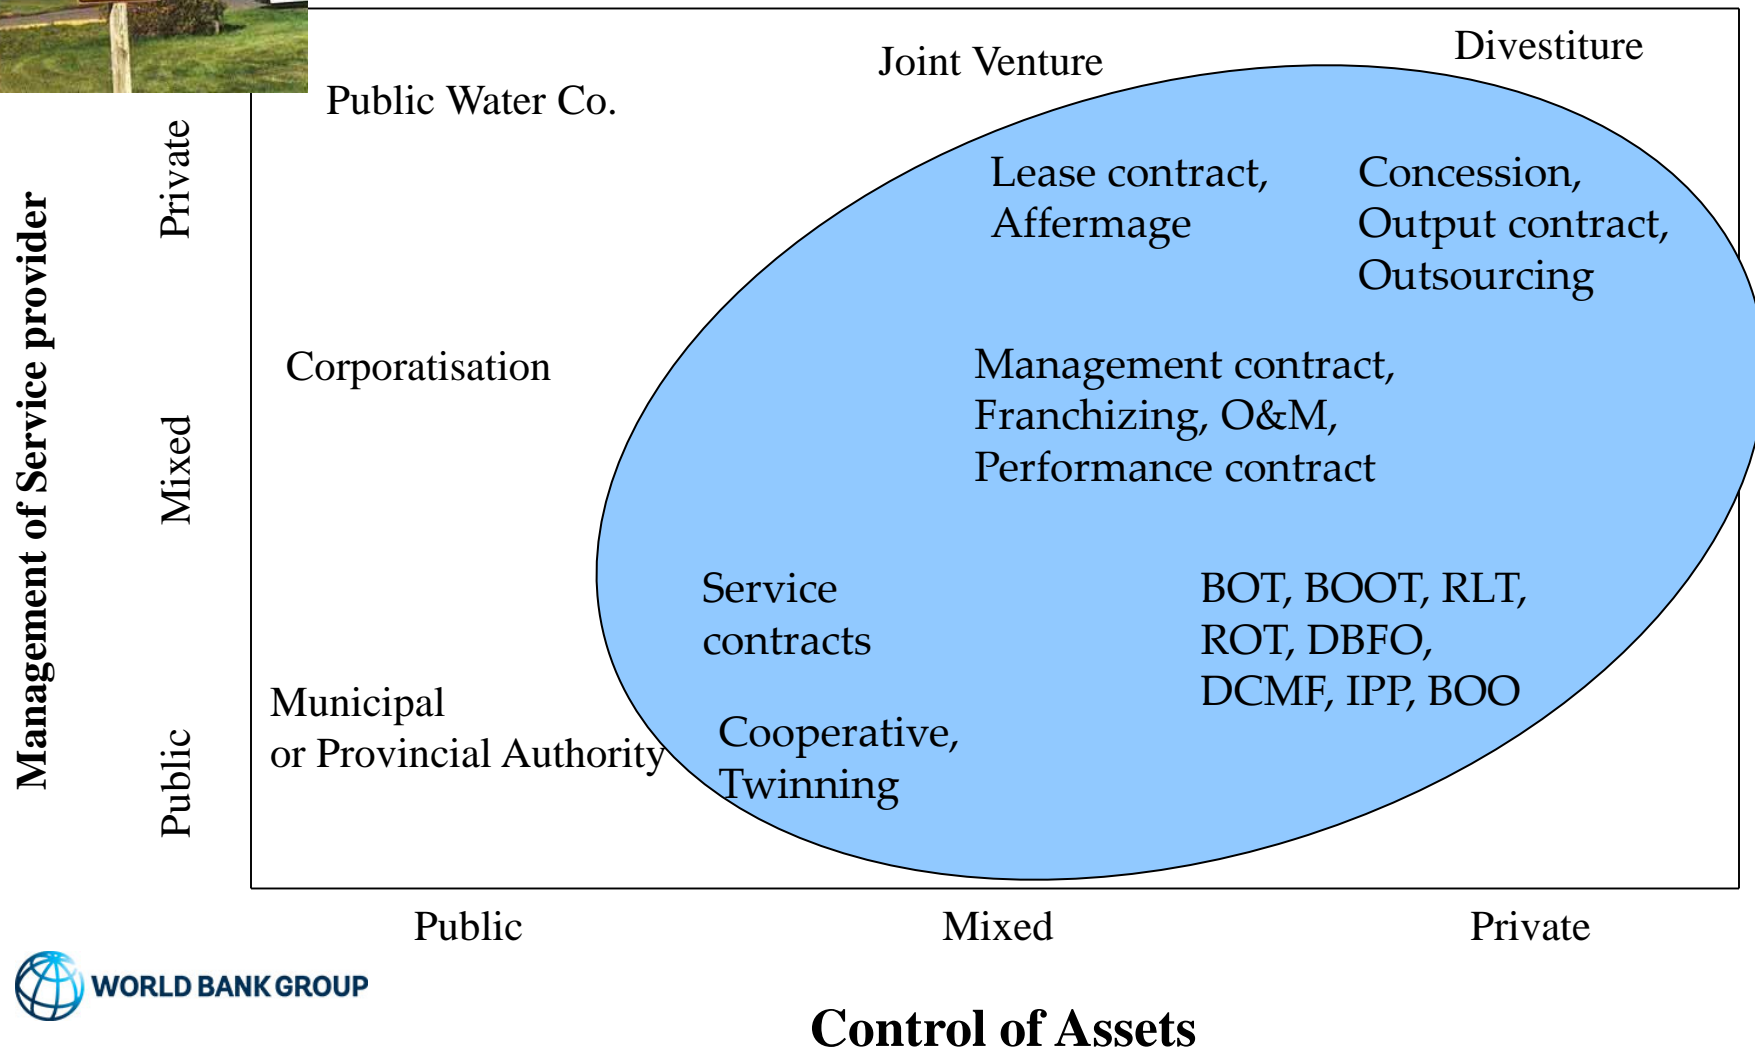 Joint Venture
Divestiture
Public Water Co.
Private
Lease contract,
Affermage
Concession,
Output contract,
Outsourcing
Management of Service provider
Mixed
Corporatisation
Management contract,
Franchizing, O&M,
Performance contract
Service
contracts
BOT, BOOT, RLT,
ROT, DBFO,
DCMF, IPP, BOO
Public
Municipal
or Provincial Authority
Cooperative,
Twinning
Public
Mixed
Private
WORLD BANK GROUP
Control of Assets